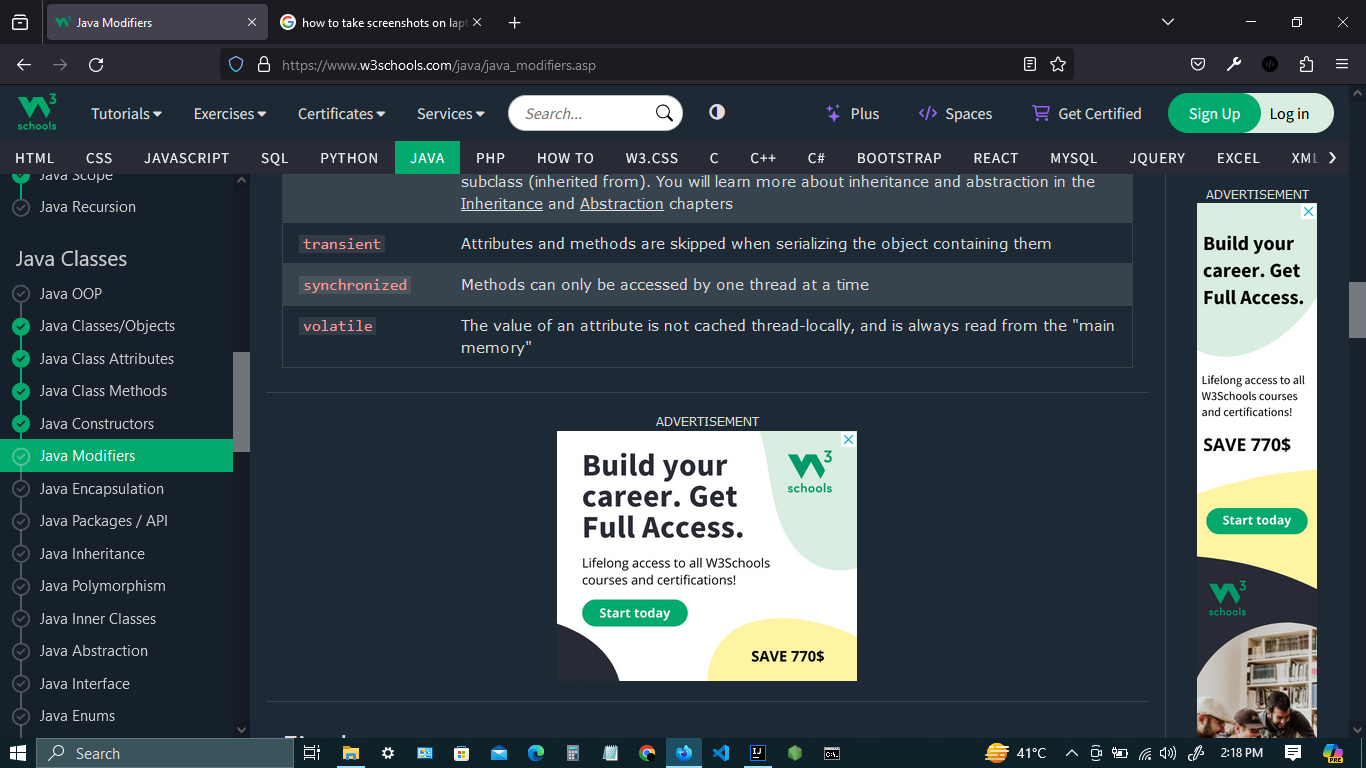 Java Modifiers
how to take screenshots on lapt
https://www.w3schools.com/java/java_modifiers.asp
3
schools
Tutorials
Exercises
Certificates
Services
Search...
Plus
Spaces
Get Certified
Sign Up
Log in
HTML
CSS
JAVASCRIPT
SQL
PYTHON
JAVA
PHP
HOW TO
W3.CSS
C
C++
C#
BOOTSTRAP
REACT
MYSQL
JQUERY
EXCEL
XML
Java Scope
Java Recursion
Java Classes
Java OOP
Java Classes/Objects
Java Class Attributes
Java Class Methods
Java Constructors
Java Modifiers
Java Encapsulation
Java Packages / API
Java Inheritance
Java Polymorphism
Java Inner Classes
Java Abstraction
Java Interface
Java Enums
subclass (inherited from). You will learn more about inheritance and abstraction in the
Inheritance and Abstraction chapters
transient
Attributes and methods are skipped when serializing the object containing them
synchronized
Methods can only be accessed by one thread at a time
volatile
The value of an attribute is not cached thread-locally, and is always read from the "main
memory"
ADVERTISEMENT
Build your
career. Get
Full Access.
3
schools
Lifelong access to all W3Schools
courses and certifications!
Start today
SAVE 770$
ADVERTISEMENT
Build your
career. Get
Full Access.
Lifelong access to all
W3Schools courses
and certifications!
SAVE 770$
Start today
3
schools
Search
41°C
2:18 PM
PRE